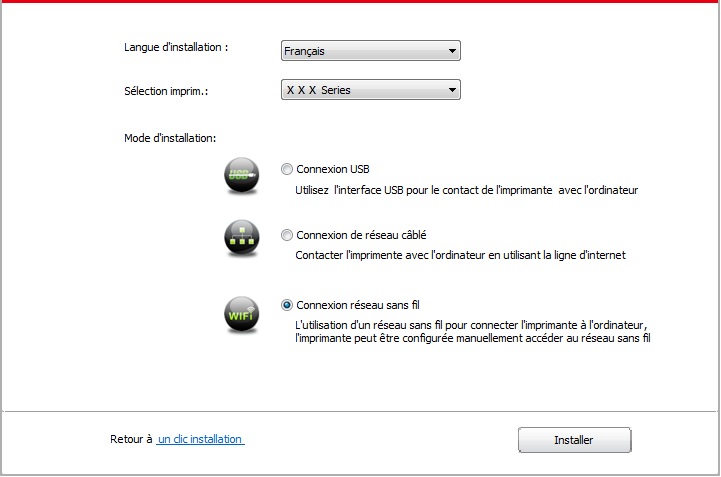 Langue d'installation :
Français
Sélection imprim.:
X X X Series
Mode d'installation:
USB
Connexion USB
Utilisez l'interface USB pour le contact de l'imprimante avec l'ordinateur
Connexion de réseau câblé
Contacter l'imprimente avec l'ordinateur en utilisant la ligne d'internet
WiFi
Connexion réseau sans fil
L'utilisation d'un réseau sans fil pour connecter l'imprimante à l'ordinateur,
l'imprimante peut être configurée manuellement accéder au réseau sans fil
Retour à un clic installation
Installer